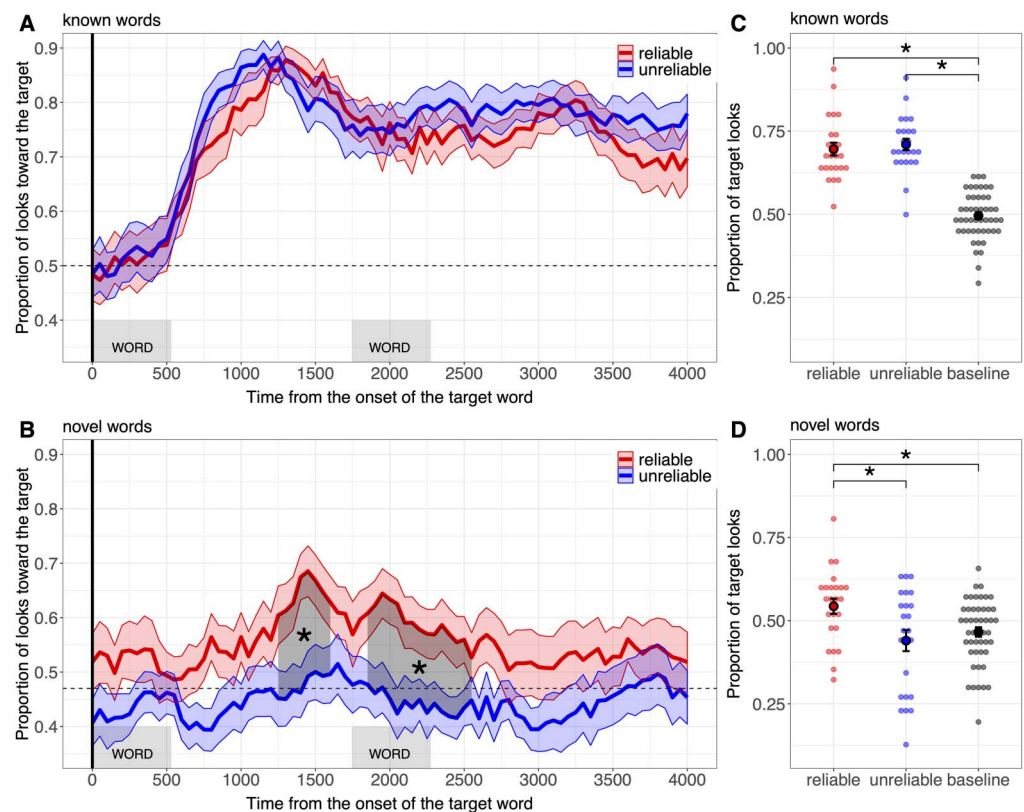 A known words
Proportion of looks toward the target
0.9
0.8
0.7
0.6
0.5
0.4
reliable
unreliable
WORD WORD
0 500 1000 1500 2000 2500 3000 3500 4000
Time from the onset of the target word
C known words
Proportion of target looks
1.00
0.75
0.50
0.25
* *
reliable unreliable baseline
B novel words
Proportion of looks toward the target
0.9
0.8
0.7
0.6
0.5
0.4
reliable
unreliable
* *
WORD WORD
0 500 1000 1500 2000 2500 3000 3500 4000
Time from the onset of the target word
D novel words
Proportion of target looks
1.00
0.75
0.50
0.25
* *
reliable unreliable baseline